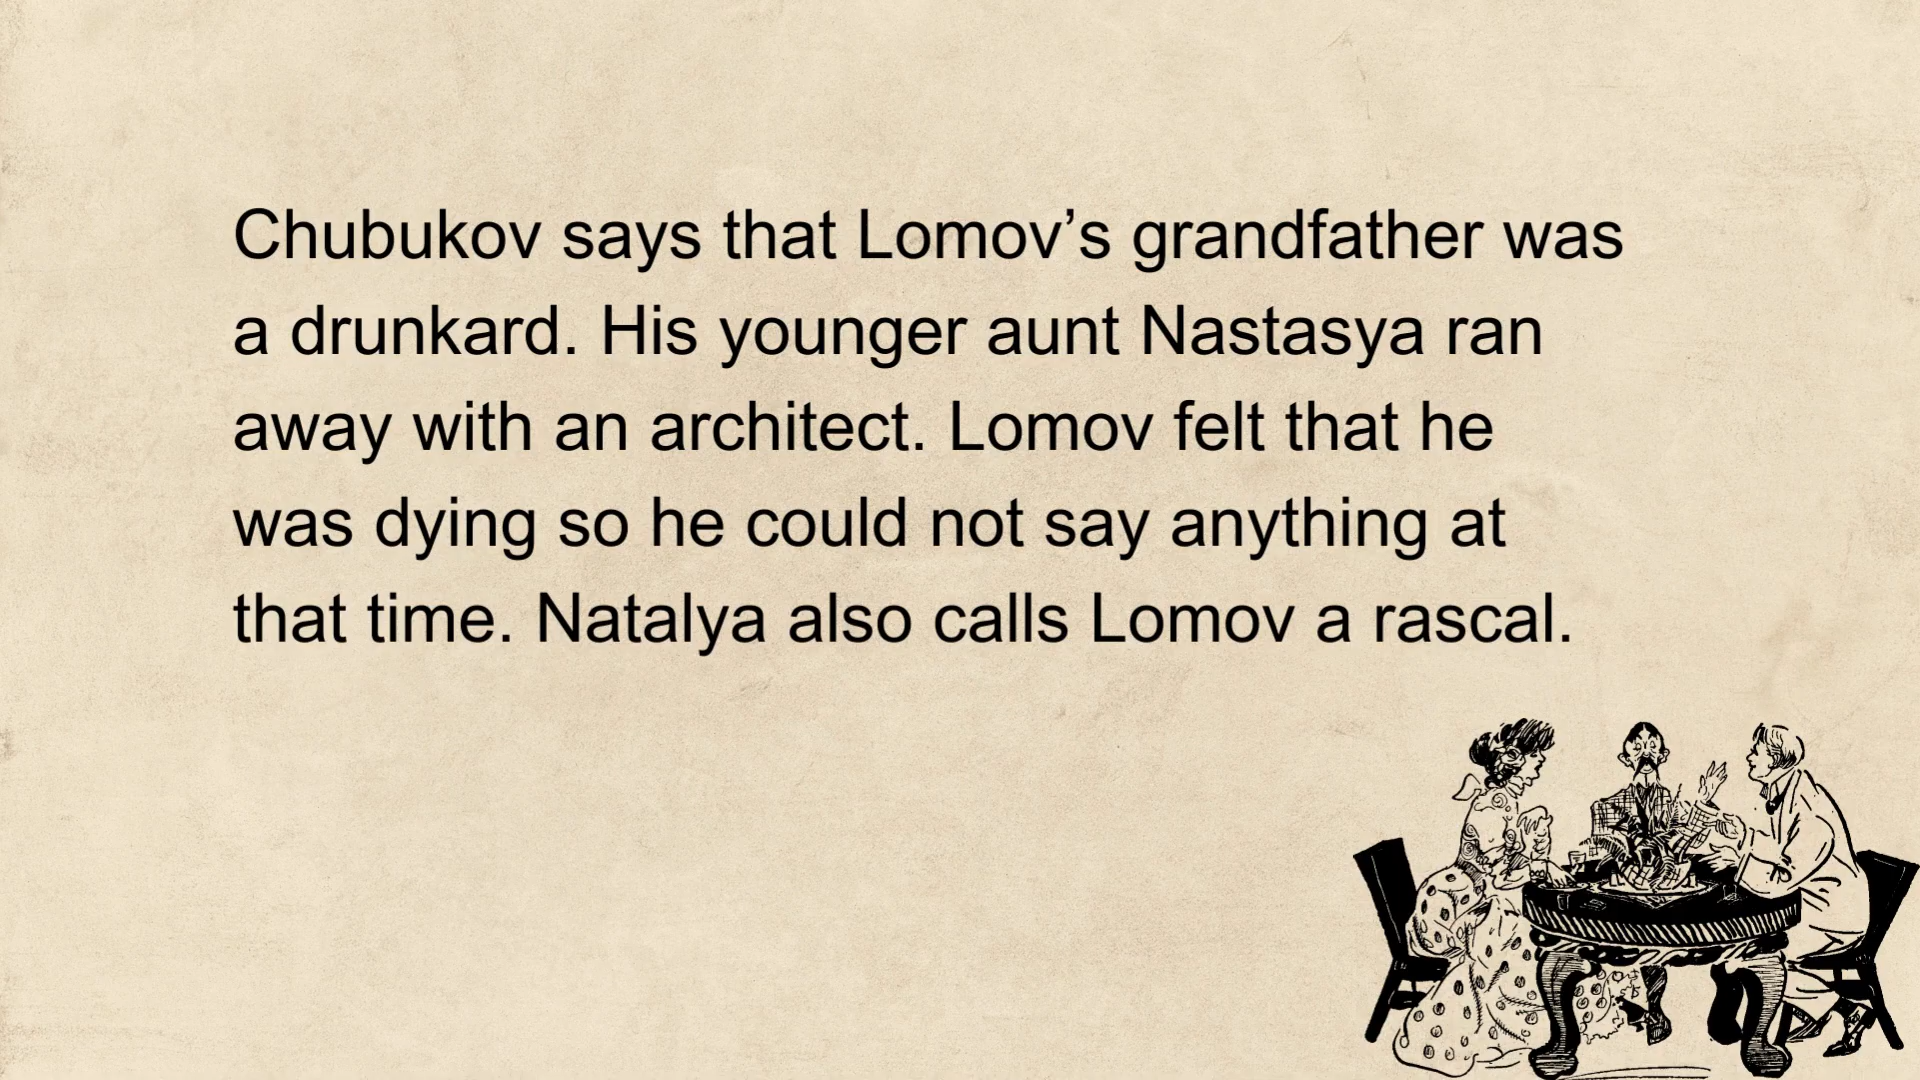 Chubukov says that Lomov’s grandfather was
a drunkard. His younger aunt Nastasya ran
away with an architect. Lomov felt that he
was dying so he could not say anything at
that time. Natalya also calls Lomov a rascal.